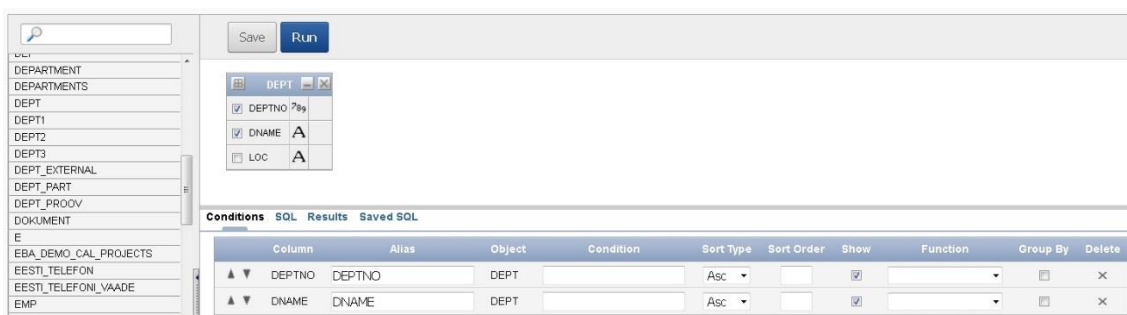 Save Run
DEPARTMENT
DEPARTMENTS
DEPT
DEPT1
DEPT2
DEPT3
DEPT_EXTERNAL
DEPT_PART
DEPT_PROOV
DOKUMENT
E
EBA_DEMO_CAL_PROJECTS
EESTI_TELEFON
EESTI_TELEFONI_VAADE
EMP
DEPT
DEPTNO 789
DNAME A
LOC A
Conditions SQL Results Saved SQL
Column Alias Object Condition Sort Type Sort Order Show Function Group By Delete
DEPTNO DEPTNO DEPT Asc
DNAME DNAME DEPT Asc